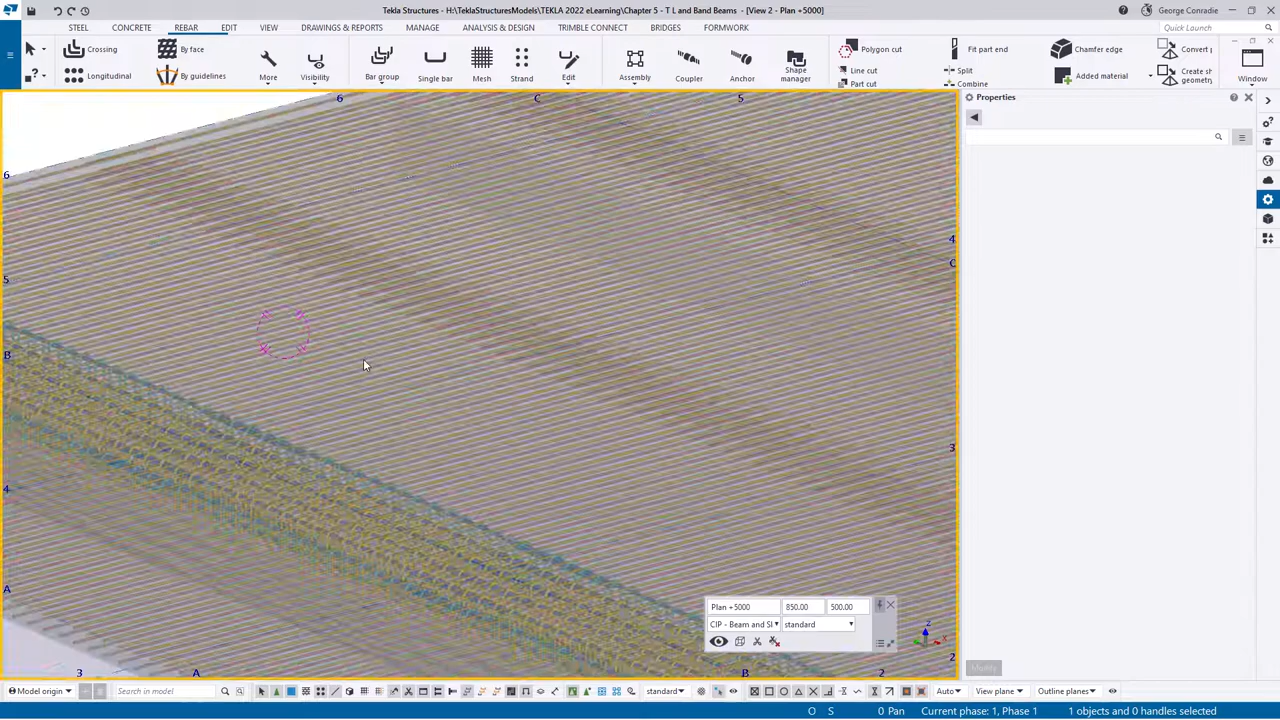 Tekla Structures - H:\TeklaStructuresModels\TEKLA 2022 eLearning\Chapter 5 - T L and Band Beams - [View 2 - Plan +5000]
George Conradie
STEEL CONCRETE REBAR EDIT VIEW DRAWINGS & REPORTS MANAGE ANALYSIS & DESIGN TRIMBLE CONNECT BRIDGES FORMWORK
Quick Launch
Crossing
By face
Longitudinal
By guidelines
More
Visibility
Bar group
Single bar
Mesh
Strand
Edit
Assembly
Coupler
Anchor
Shape manager
Polygon cut
Line cut
Part cut
Fit part end
Split
Combine
Chamfer edge
Added material
Convert
Create sh
geometry
Window
Properties
6 C 5
6
5
B
4
A
3 A
4
C
3
2
B 2
Plan +5000 850.00 500.00
CIP - Beam and Sl standard
z
x
Modify
Model origin
Search in model
standard
Auto
View plane
Outline planes
O S 0 Pan Current phase: 1, Phase 1 1 objects and 0 handles selected